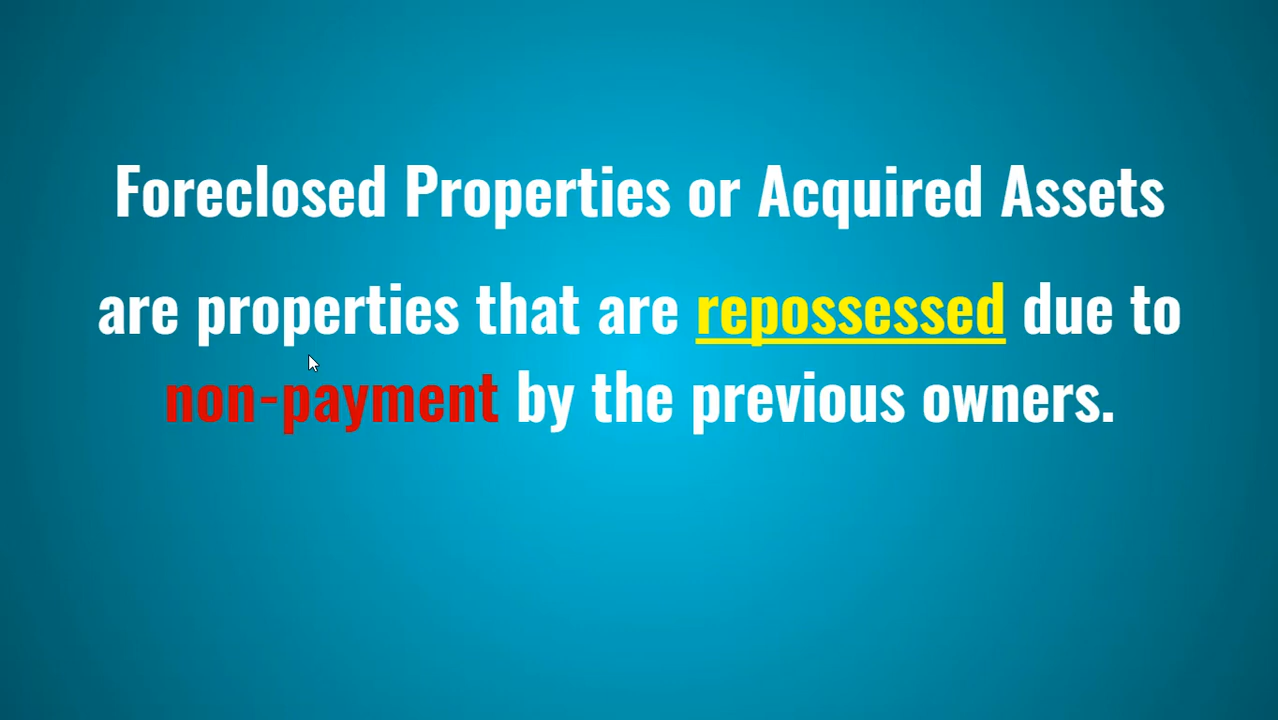 Foreclosed Properties or Acquired Assets
are properties that are repossessed due to
non-payment by the previous owners.